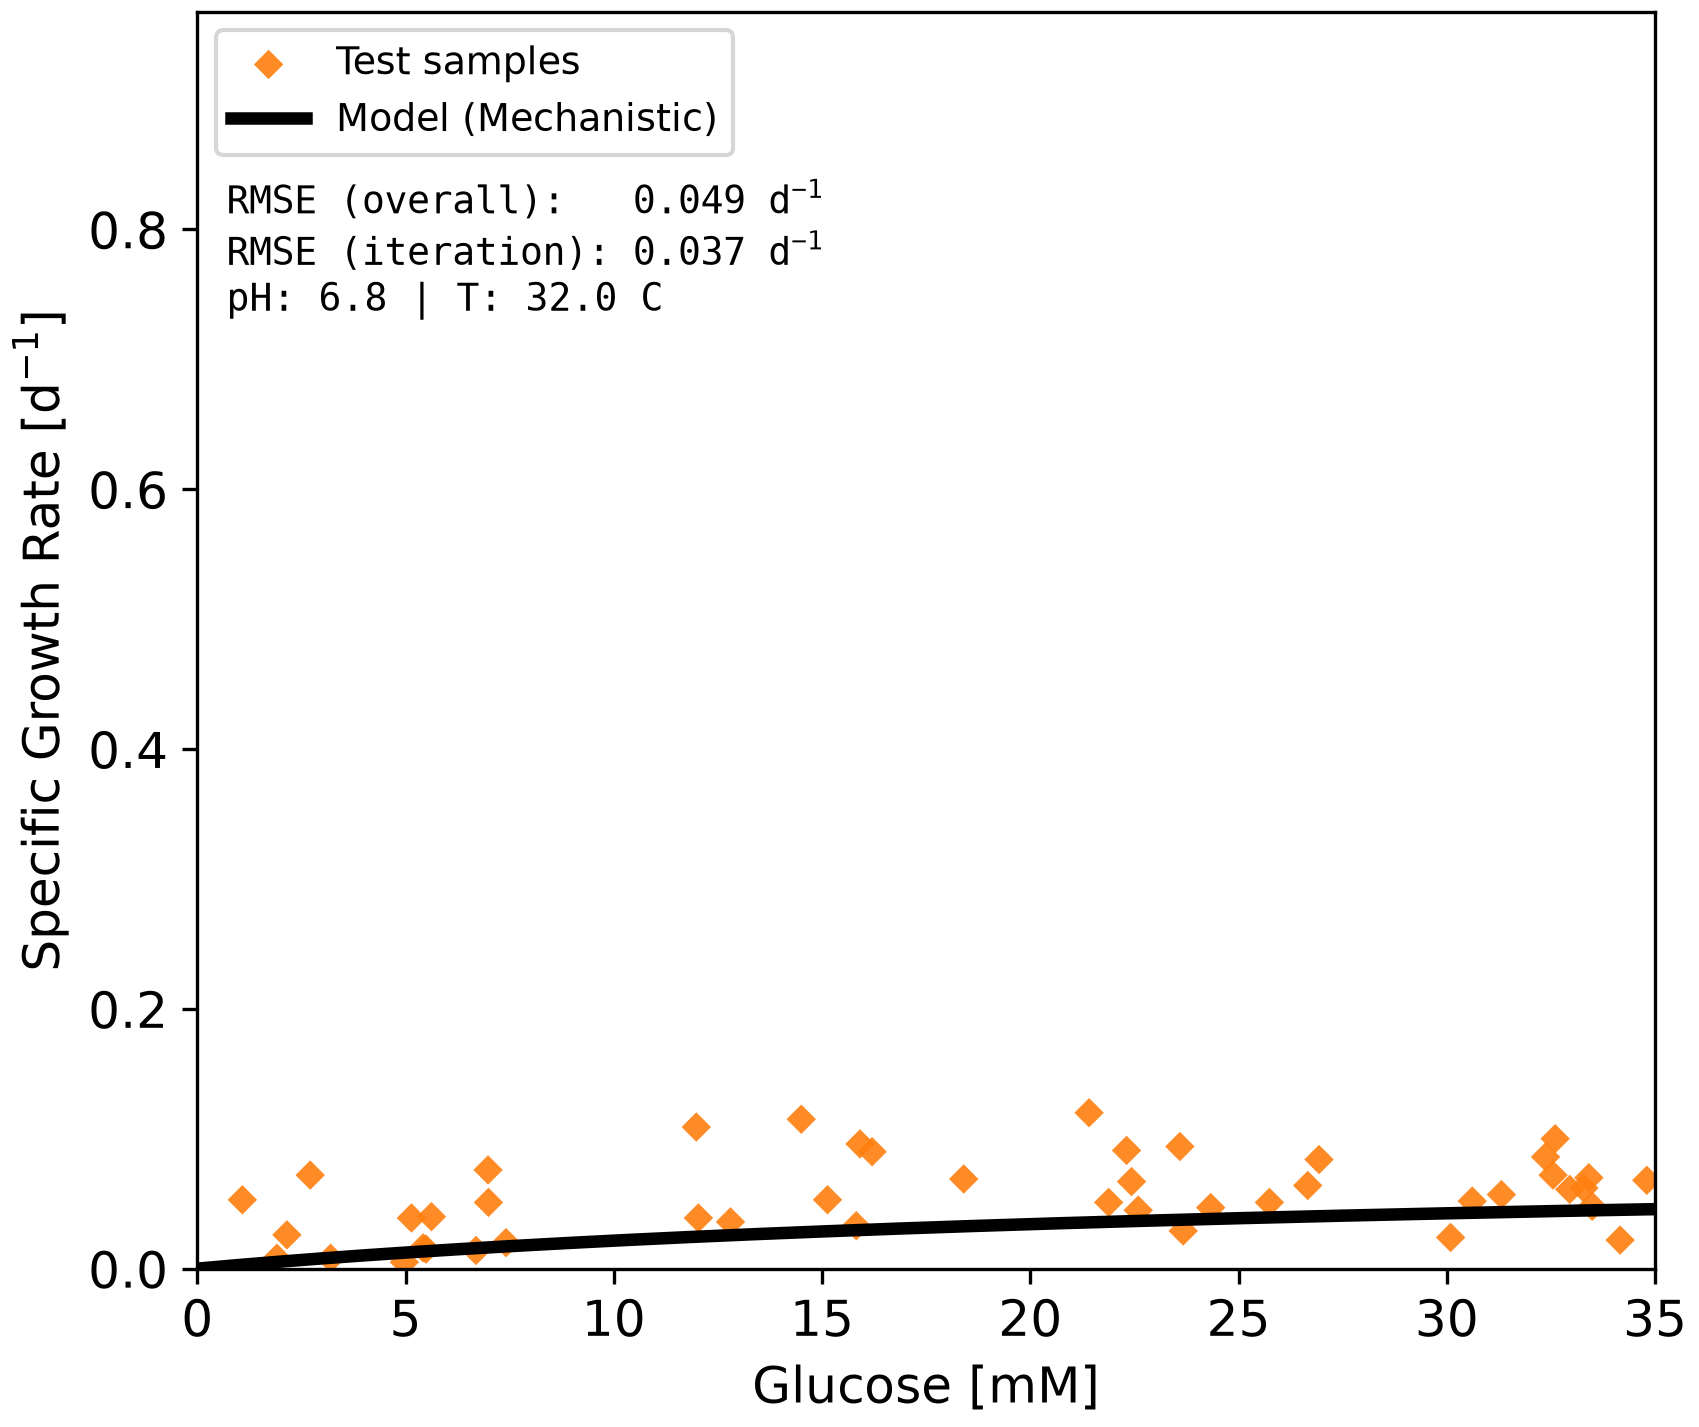 Test samples
Model (Mechanistic)
RMSE (overall): 0.049 d⁻¹
RMSE (iteration): 0.037 d⁻¹
pH: 6.8 | T: 32.0 C
Specific Growth Rate [d⁻¹]
0.8
0.6
0.4
0.2
0.0
0 5 10 15 20 25 30 35
Glucose [mM]